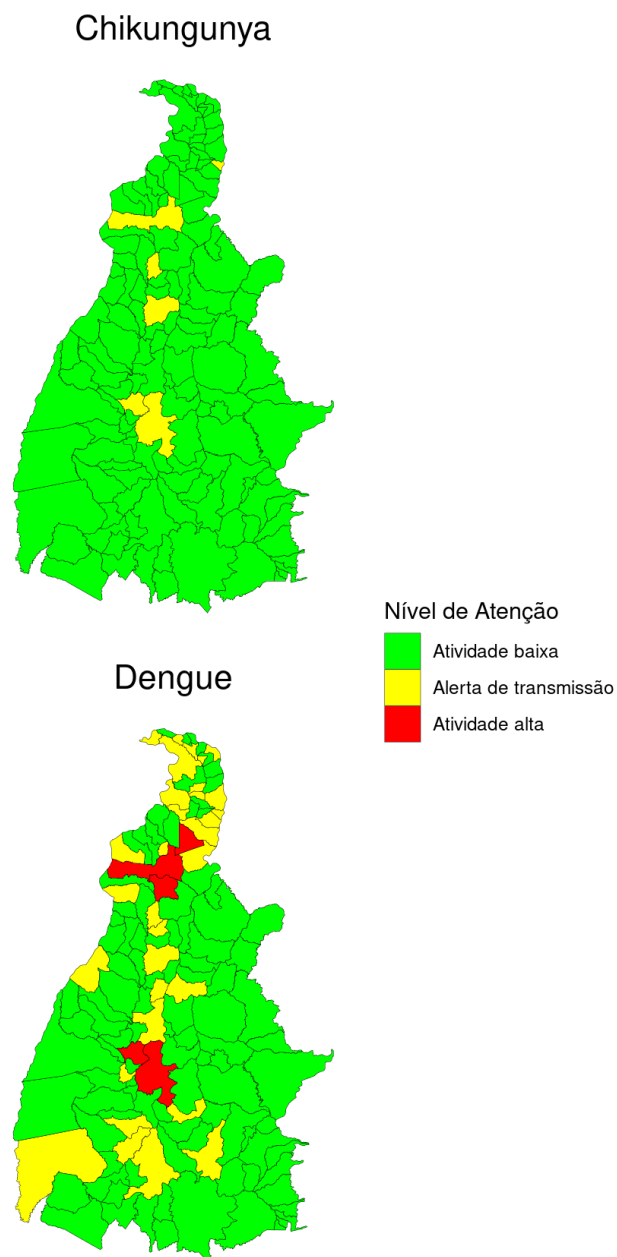 Chikungunya
Nível de Atenção
Atividade baixa
Alerta de transmissão
Atividade alta
Dengue